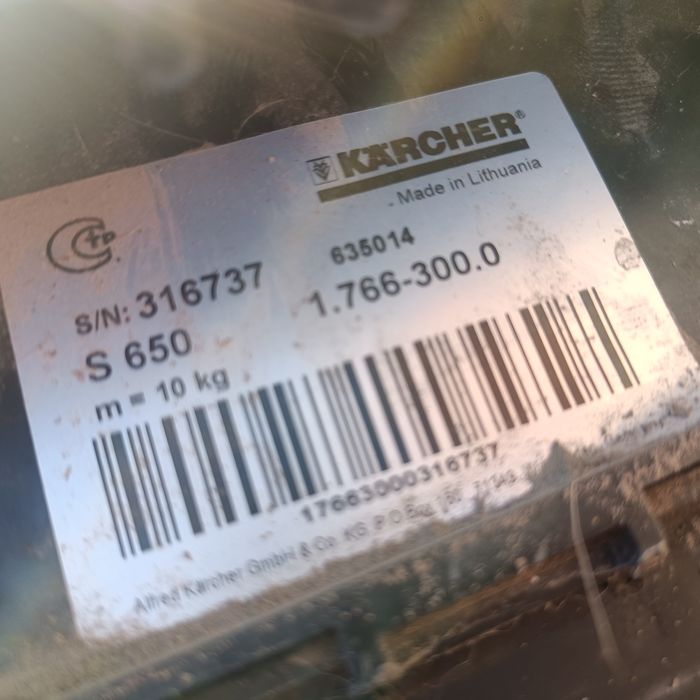 KÄRCHER®
Made in Lithuania
S/N: 316737 635014
S 650 1.766-300.0
m = 10 kg
17663000316737
Alfred Kärcher GmbH & Co. KG, P.O.Box